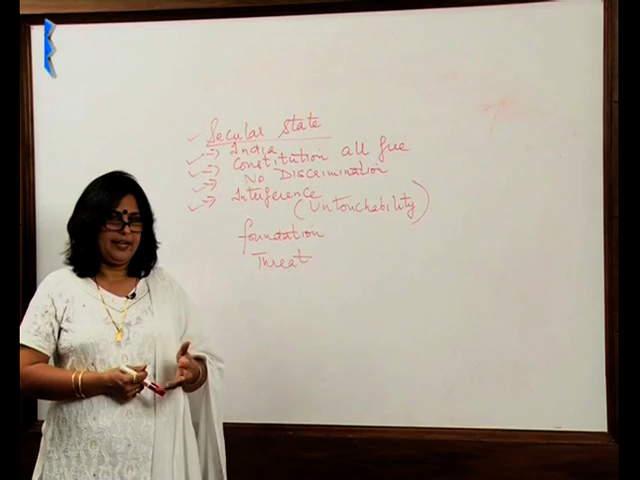 Secular State
India
Constitution all free
No Discrimination
Interference
(Untouchability)
foundation
Threat